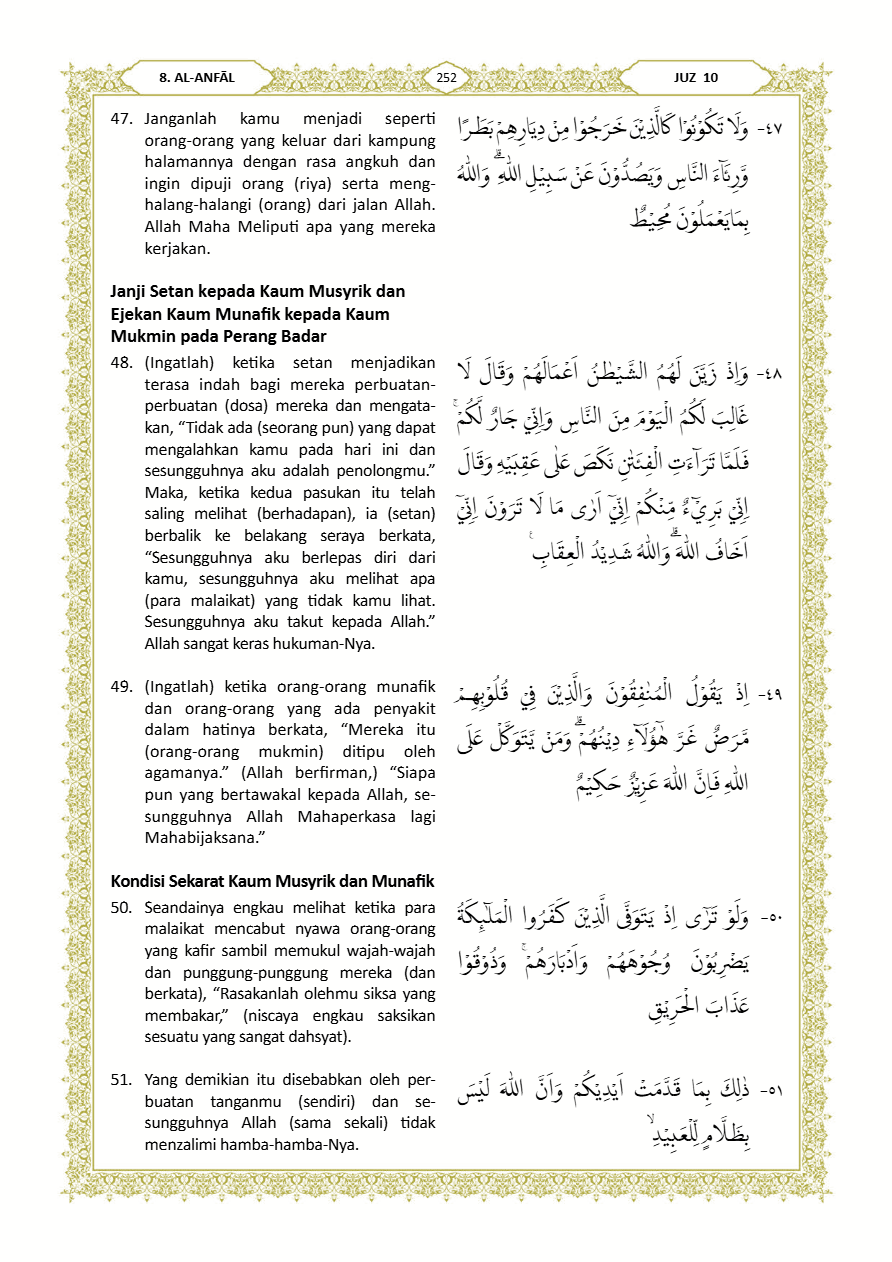 8. AL-ANFĀL
252
JUZ 10
47. Janganlah kamu menjadi seperti
orang-orang yang keluar dari kampung
halamannya dengan rasa angkuh dan
ingin dipuji orang (riya) serta meng-
halang-halangi (orang) dari jalan Allah.
Allah Maha Meliputi apa yang mereka
kerjakan.
٤٧- وَلَا تَكُوْنُوْا كَالَّذِيْنَ خَرَجُوْا مِنْ دِيَارِهِمْ بَطَرًا
وَّرِئَاۤءَ النَّاسِ وَيَصُدُّوْنَ عَنْ سَبِيْلِ اللّٰهِ ۗوَاللّٰهُ
بِمَايَعْمَلُوْنَ مُحِيْطٌ
Janji Setan kepada Kaum Musyrik dan
Ejekan Kaum Munafik kepada Kaum
Mukmin pada Perang Badar
48. (Ingatlah) ketika setan menjadikan
terasa indah bagi mereka perbuatan-
perbuatan (dosa) mereka dan mengata-
kan, “Tidak ada (seorang pun) yang dapat
mengalahkan kamu pada hari ini dan
sesungguhnya aku adalah penolongmu.”
Maka, ketika kedua pasukan itu telah
saling melihat (berhadapan), ia (setan)
berbalik ke belakang seraya berkata,
“Sesungguhnya aku berlepas diri dari
kamu, sesungguhnya aku melihat apa
(para malaikat) yang tidak kamu lihat.
Sesungguhnya aku takut kepada Allah.”
Allah sangat keras hukuman-Nya.
٤٨- وَاِذْ زَيَّنَ لَهُمُ الشَّيْطٰنُ اَعْمَالَهُمْ وَقَالَ لَا
غَالِبَ لَكُمُ الْيَوْمَ مِنَ النَّاسِ وَاِنِّيْ جَارٌ لَّكُمْۚ
فَلَمَّا تَرَاۤءَتِ الْفِئَتٰنِ نَكَصَ عَلٰى عَقِبَيْهِ وَقَالَ
اِنِّيْ بَرِيْۤءٌ مِّنْكُمْ اِنِّيْٓ اَرٰى مَا لَا تَرَوْنَ اِنِّيْٓ
اَخَافُ اللّٰهَ ۗوَاللّٰهُ شَدِيْدُ الْعِقَابِ ࣖ
49. (Ingatlah) ketika orang-orang munafik
dan orang-orang yang ada penyakit
dalam hatinya berkata, “Mereka itu
(orang-orang mukmin) ditipu oleh
agamanya.” (Allah berfirman,) “Siapa
pun yang bertawakal kepada Allah, se-
sungguhnya Allah Mahaperkasa lagi
Mahabijaksana.”
٤٩- اِذْ يَقُوْلُ الْمُنٰفِقُوْنَ وَالَّذِيْنَ فِيْ قُلُوْبِهِمْ
مَّرَضٌ غَرَّ هٰٓؤُلَاۤءِ دِيْنُهُمْۗ وَمَنْ يَّتَوَكَّلْ عَلَى
اللّٰهِ فَاِنَّ اللّٰهَ عَزِيْزٌ حَكِيْمٌ
Kondisi Sekarat Kaum Musyrik dan Munafik
50. Seandainya engkau melihat ketika para
malaikat mencabut nyawa orang-orang
yang kafir sambil memukul wajah-wajah
dan punggung-punggung mereka (dan
berkata), “Rasakanlah olehmu siksa yang
membakar,” (niscaya engkau saksikan
sesuatu yang sangat dahsyat).
٥٠- وَلَوْ تَرٰٓى اِذْ يَتَوَفَّى الَّذِيْنَ كَفَرُوا الْمَلٰۤىِٕكَةُ
يَضْرِبُوْنَ وُجُوْهَهُمْ وَاَدْبَارَهُمْۚ وَذُوْقُوْا
عَذَابَ الْحَرِيْقِ
51. Yang demikian itu disebabkan oleh per-
buatan tanganmu (sendiri) dan se-
sungguhnya Allah (sama sekali) tidak
menzalimi hamba-hamba-Nya.
٥١- ذٰلِكَ بِمَا قَدَّمَتْ اَيْدِيْكُمْ وَاَنَّ اللّٰهَ لَيْسَ
بِظَلَّامٍ لِّلْعَبِيْدِۙ